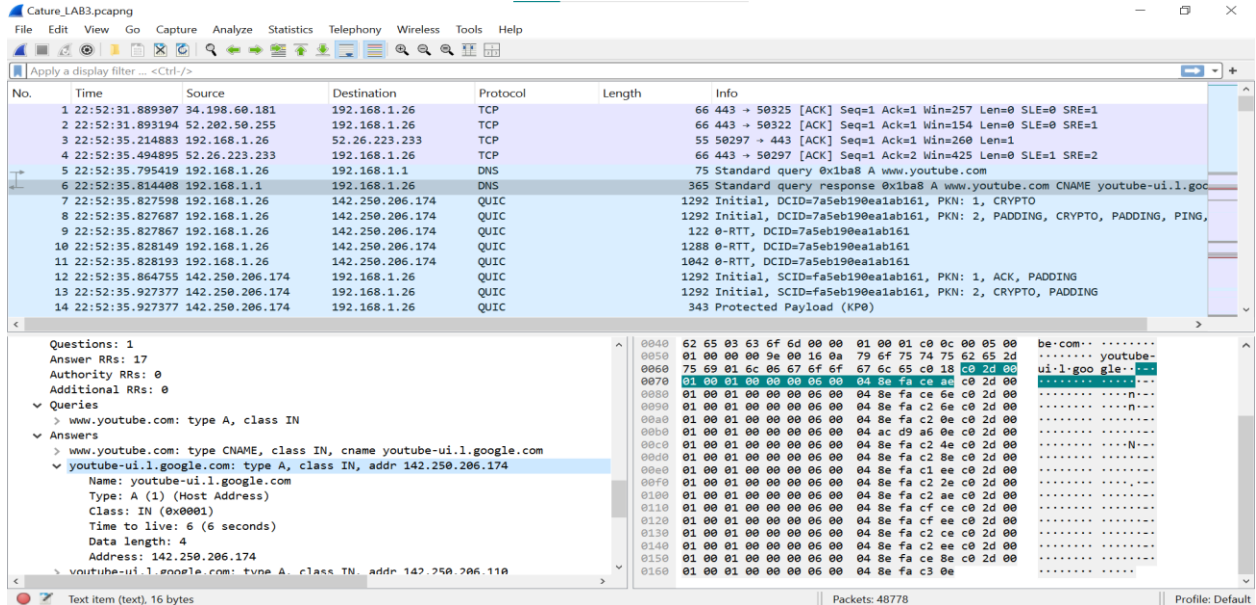 Cature_LAB3.pcapng
File Edit View Go Capture Analyze Statistics Telephony Wireless Tools Help
Apply a display filter ... <Ctrl-/>
No. Time Source Destination Protocol Length Info
1 22:52:31.889307 34.198.60.181 192.168.1.26 TCP 66 443 → 50325 [ACK] Seq=1 Ack=1 Win=257 Len=0 SLE=0 SRE=1
2 22:52:31.893194 52.202.50.255 192.168.1.26 TCP 66 443 → 50322 [ACK] Seq=1 Ack=1 Win=154 Len=0 SLE=0 SRE=1
3 22:52:35.214883 192.168.1.26 52.26.223.233 TCP 55 50297 → 443 [ACK] Seq=1 Ack=1 Win=260 Len=1
4 22:52:35.494895 52.26.223.233 192.168.1.26 TCP 66 443 → 50297 [ACK] Seq=1 Ack=2 Win=425 Len=0 SLE=1 SRE=2
5 22:52:35.795419 192.168.1.26 192.168.1.1 DNS 75 Standard query 0x1ba8 A www.youtube.com
6 22:52:35.814408 192.168.1.1 192.168.1.26 DNS 365 Standard query response 0x1ba8 A www.youtube.com CNAME youtube-ui.l.goo
7 22:52:35.827598 192.168.1.26 142.250.206.174 QUIC 1292 Initial, DCID=7a5eb190ea1ab161, PKN: 1, CRYPTO
8 22:52:35.827687 192.168.1.26 142.250.206.174 QUIC 1292 Initial, DCID=7a5eb190ea1ab161, PKN: 2, PADDING, CRYPTO, PADDING, PING,
9 22:52:35.827867 192.168.1.26 142.250.206.174 QUIC 122 0-RTT, DCID=7a5eb190ea1ab161
10 22:52:35.828149 192.168.1.26 142.250.206.174 QUIC 1288 0-RTT, DCID=7a5eb190ea1ab161
11 22:52:35.828193 192.168.1.26 142.250.206.174 QUIC 1042 0-RTT, DCID=7a5eb190ea1ab161
12 22:52:35.864755 142.250.206.174 192.168.1.26 QUIC 1292 Initial, SCID=fa5eb190ea1ab161, PKN: 1, ACK, PADDING
13 22:52:35.927377 142.250.206.174 192.168.1.26 QUIC 1292 Initial, SCID=fa5eb190ea1ab161, PKN: 2, CRYPTO, PADDING
14 22:52:35.927377 142.250.206.174 192.168.1.26 QUIC 343 Protected Payload (KP0)
Questions: 1
Answer RRs: 17
Authority RRs: 0
Additional RRs: 0
Queries
www.youtube.com: type A, class IN
Answers
www.youtube.com: type CNAME, class IN, cname youtube-ui.l.google.com
youtube-ui.l.google.com: type A, class IN, addr 142.250.206.174
Name: youtube-ui.l.google.com
Type: A (1) (Host Address)
Class: IN (0x0001)
Time to live: 6 (6 seconds)
Data length: 4
Address: 142.250.206.174
youtube-ui.l.google.com: type A, class IN, addr 142.250.206.110
0040 62 65 03 63 6f 6d 00 00 01 00 01 c0 0c 00 05 00 be·com·· ········
0050 01 00 00 00 9e 00 16 0a 79 6f 75 74 75 62 65 2d ········ youtube-
0060 75 69 01 6c 06 67 6f 6f 67 6c 65 c0 18 c0 2d 00 ui·l·goo gle···-·
0070 01 00 01 00 00 00 06 00 04 8e fa ce ae c0 2d 00 ········ ······-·
0080 01 00 01 00 00 00 06 00 04 8e fa ce 6e c0 2d 00 ········ ····n·-·
0090 01 00 01 00 00 00 06 00 04 8e fa c2 6e c0 2d 00 ········ ····n·-·
00a0 01 00 01 00 00 00 06 00 04 8e fa c2 0e c0 2d 00 ········ ······-·
00b0 01 00 01 00 00 00 06 00 04 ac d9 a6 0e c0 2d 00 ········ ······-·
00c0 01 00 01 00 00 00 06 00 04 8e fa c2 4e c0 2d 00 ········ ····N·-·
00d0 01 00 01 00 00 00 06 00 04 8e fa c2 8e c0 2d 00 ········ ······-·
00e0 01 00 01 00 00 00 06 00 04 8e fa c1 ee c0 2d 00 ········ ······-·
00f0 01 00 01 00 00 00 06 00 04 8e fa c2 2e c0 2d 00 ········ ····.·-·
0100 01 00 01 00 00 00 06 00 04 8e fa c2 ae c0 2d 00 ········ ······-·
0110 01 00 01 00 00 00 06 00 04 8e fa cf ee c0 2d 00 ········ ······-·
0120 01 00 01 00 00 00 06 00 04 8e fa cf ce c0 2d 00 ········ ······-·
0130 01 00 01 00 00 00 06 00 04 8e fa c2 ce c0 2d 00 ········ ······-·
0140 01 00 01 00 00 00 06 00 04 8e fa c2 ee c0 2d 00 ········ ······-·
0150 01 00 01 00 00 00 06 00 04 8e fa ce 8e c0 2d 00 ········ ······-·
0160 01 00 01 00 00 00 06 00 04 8e fa c3 0e ········ ·····
Text item (text), 16 bytes Packets: 48778 Profile: Default